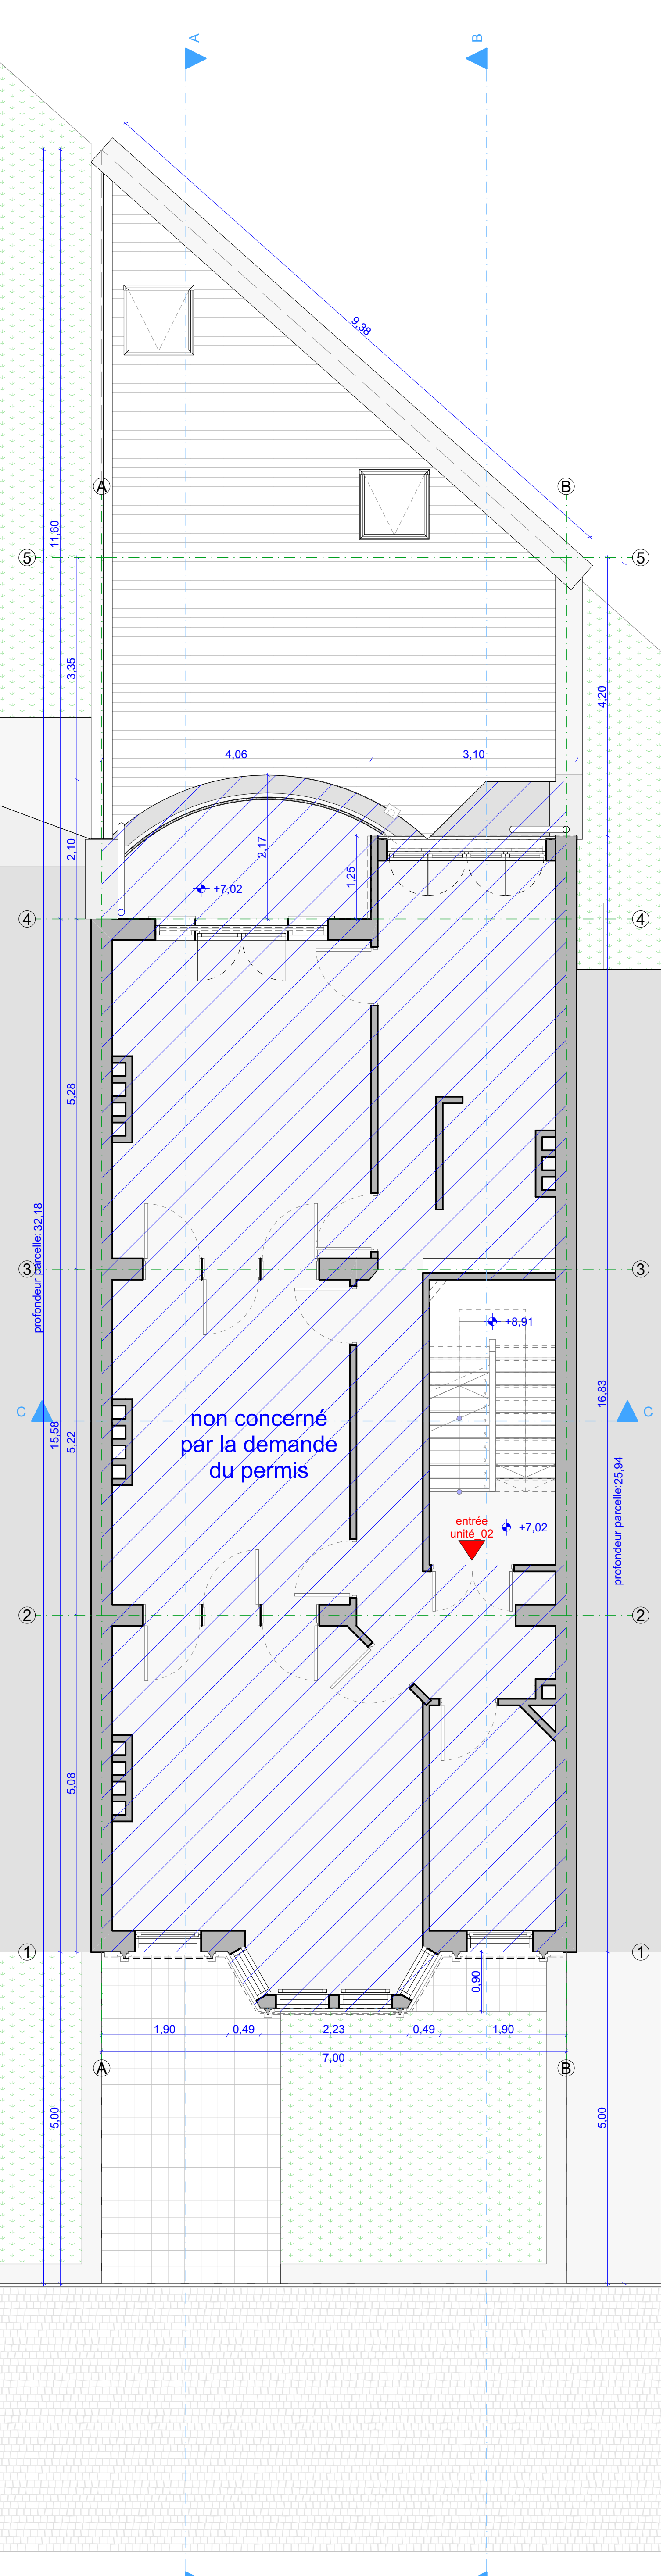 A
B
9,38
A
B
11,60
5
5
3,35
4,20
4,06
3,10
2,10
2,17
1,25
+7,02
4
4
5,28
profondeur parcelle: 32,18
3
3
+8,91
16,83
C
C
non concerné
par la demande
du permis
15,58
5,22
profondeur parcelle:25,94
entrée
unité_02
+7,02
2
2
5,08
1
1
0,90
1,90
0,49
2,23
0,49
1,90
7,00
A
B
5,00
5,00